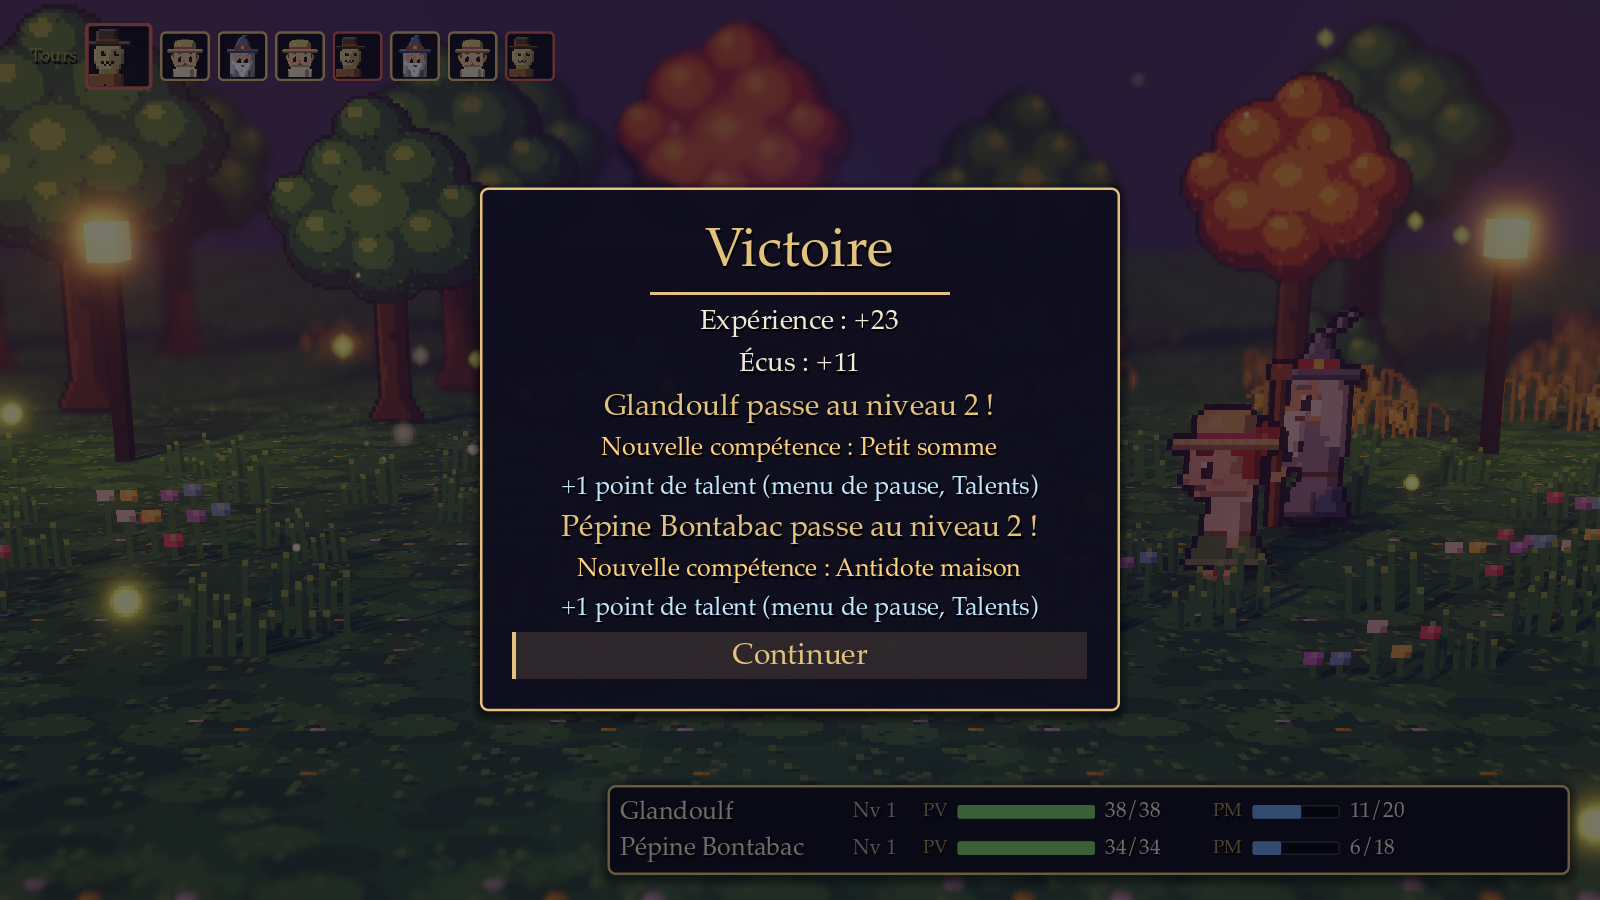 Tours
Victoire
Expérience : +23
Écus : +11
Glandoulf passe au niveau 2 !
Nouvelle compétence : Petit somme
+1 point de talent (menu de pause, Talents)
Pépine Bontabac passe au niveau 2 !
Nouvelle compétence : Antidote maison
+1 point de talent (menu de pause, Talents)
Continuer
Glandoulf Nv 1 PV 38/38 PM 11/20
Pépine Bontabac Nv 1 PV 34/34 PM 6/18